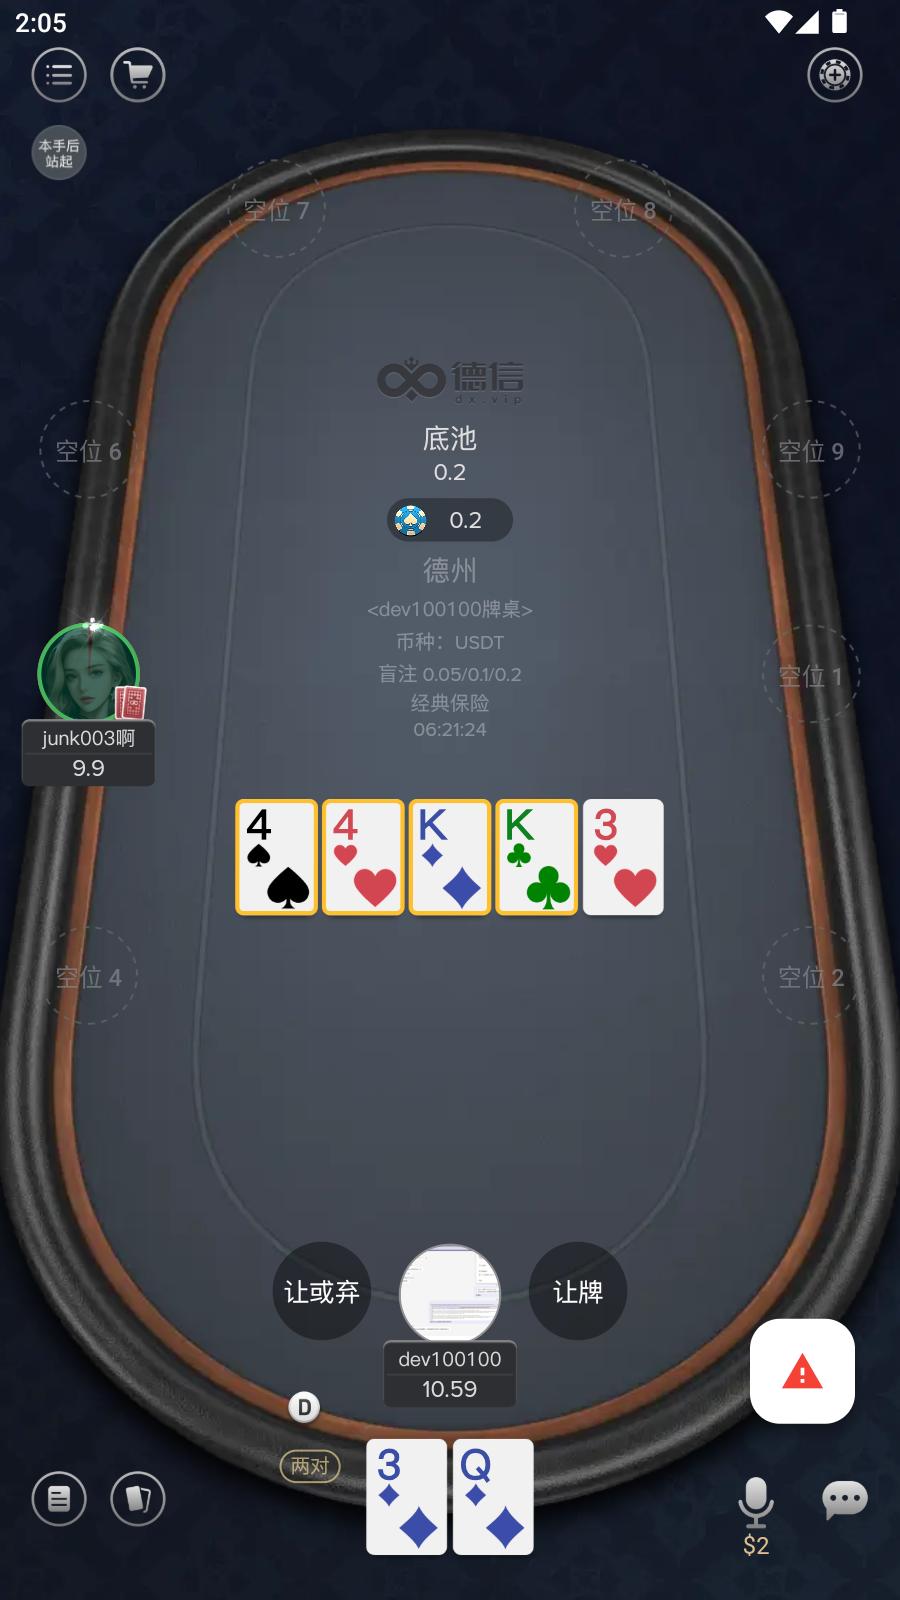 2:05
本手后
站起
空位 7
空位 8
德信
dx.vip
底池
0.2
0.2
空位 6
空位 9
德州
<dev100100牌桌>
币种：USDT
盲注 0.05/0.1/0.2
经典保险
06:21:24
空位 1
junk003啊
9.9
4
4
K
K
3
空位 4
空位 2
让或弃
让牌
dev100100
10.59
D
两对
3
Q
$2